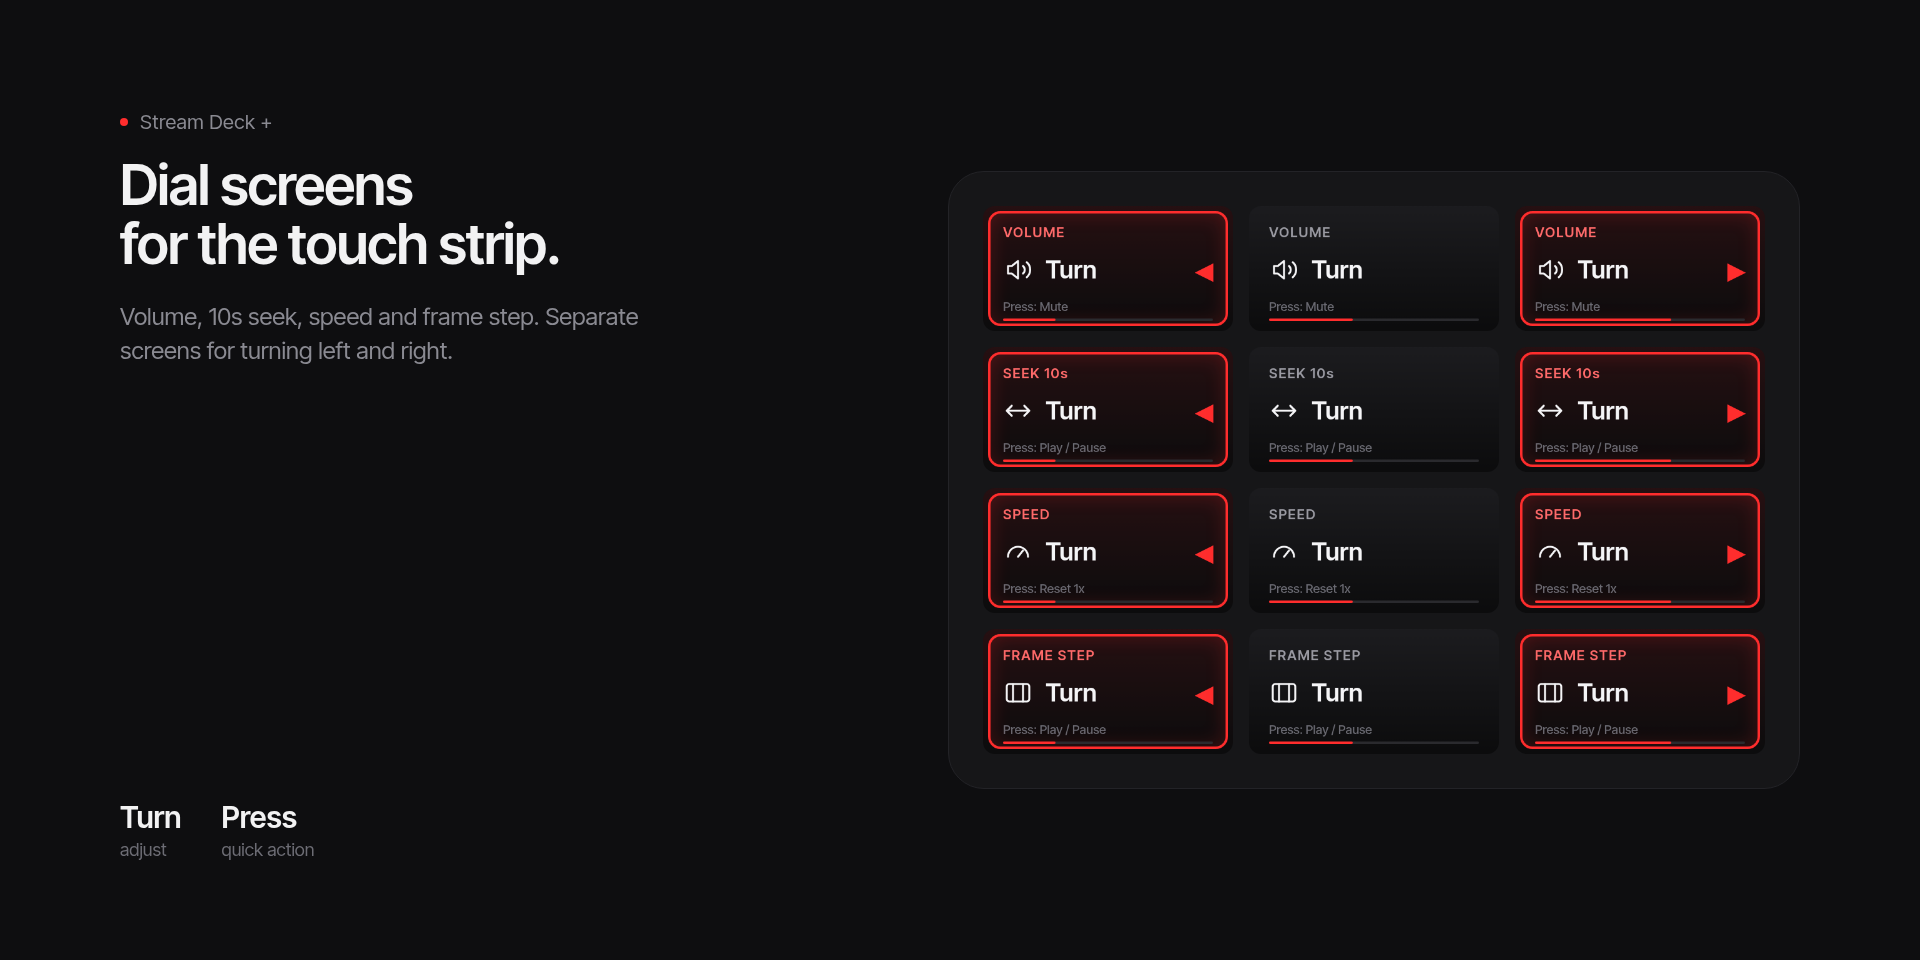 Stream Deck +
Dial screens
for the touch strip.
Volume, 10s seek, speed and frame step. Separate
screens for turning left and right.
Turn
adjust
Press
quick action
VOLUME
Turn
Press: Mute
VOLUME
Turn
Press: Mute
VOLUME
Turn
Press: Mute
SEEK 10s
Turn
Press: Play / Pause
SEEK 10s
Turn
Press: Play / Pause
SEEK 10s
Turn
Press: Play / Pause
SPEED
Turn
Press: Reset 1x
SPEED
Turn
Press: Reset 1x
SPEED
Turn
Press: Reset 1x
FRAME STEP
Turn
Press: Play / Pause
FRAME STEP
Turn
Press: Play / Pause
FRAME STEP
Turn
Press: Play / Pause